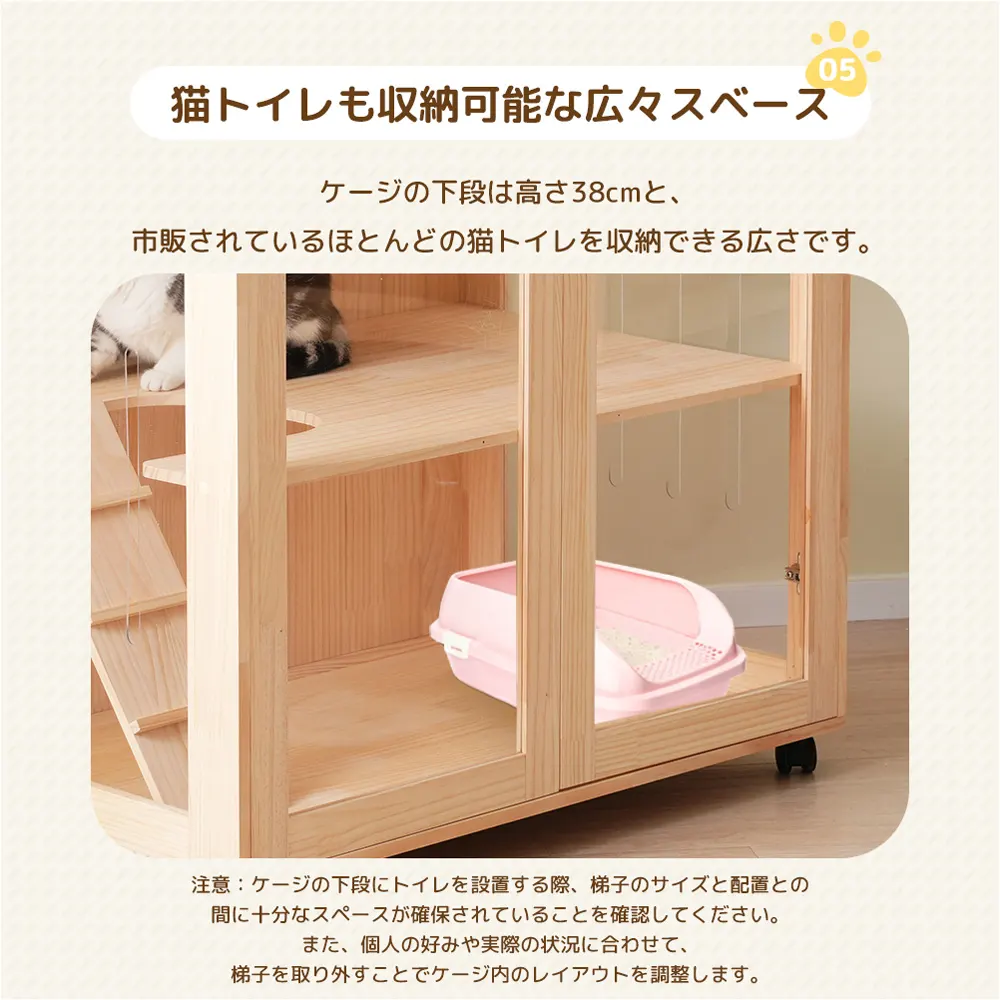 05
猫トイレも収納可能な広々スベース
ケージの下段は高さ38cmと、
市販されているほとんどの猫トイレを収納できる広さです。
注意：ケージの下段にトイレを設置する際、梯子のサイズと配置との
間に十分なスペースが確保されていることを確認してください。
また、個人の好みや実際の状況に合わせて、
梯子を取り外すことでケージ内のレイアウトを調整します。